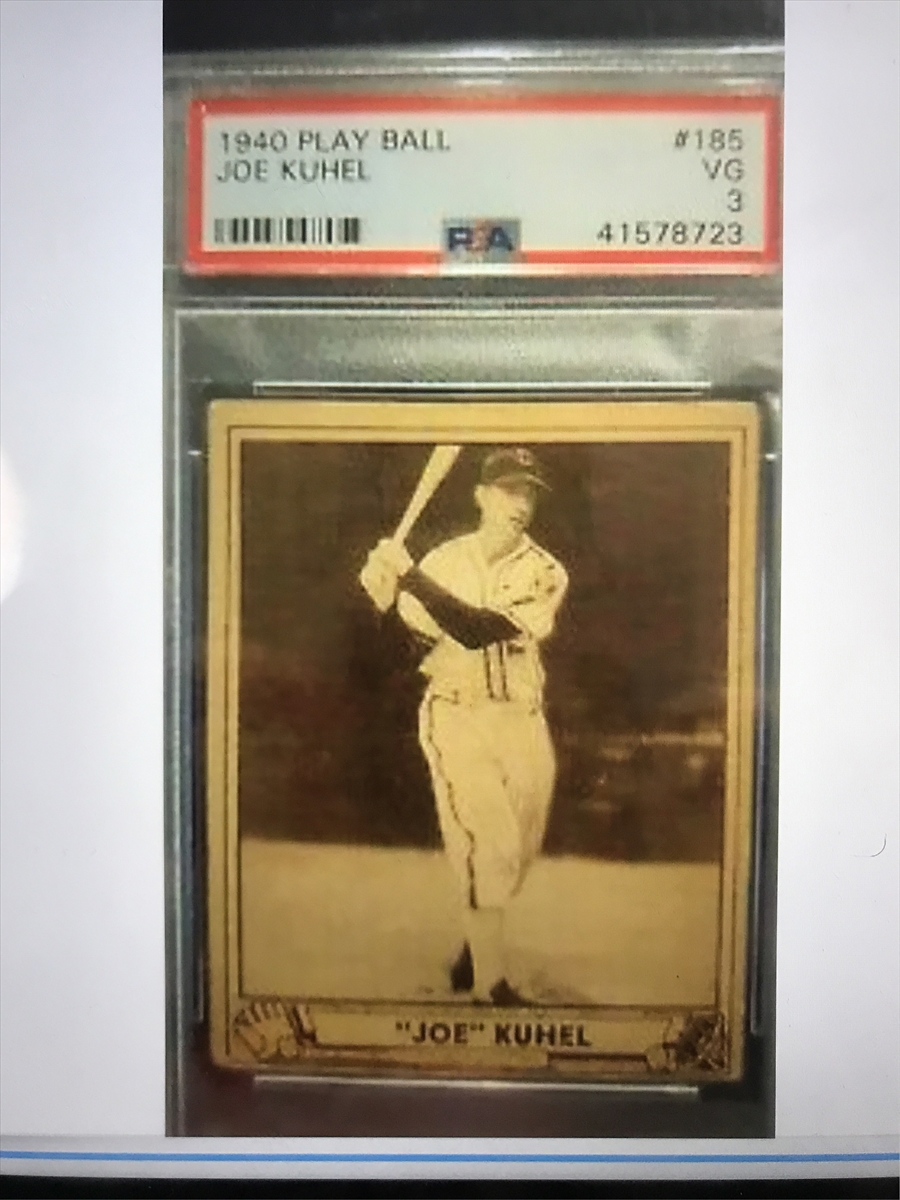 1940 PLAY BALL #185
JOE KUHEL VG
3
PSA 41578723
"JOE" KUHEL